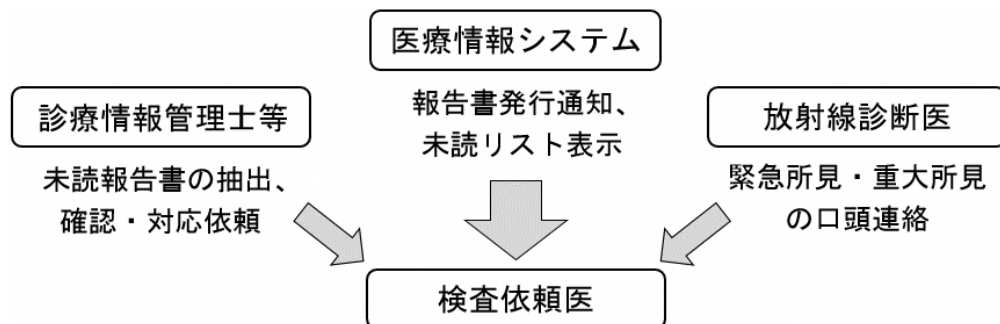 医療情報システム
報告書発行通知、
未読リスト表示
診療情報管理士等
未読報告書の抽出、
確認・対応依頼
放射線診断医
緊急所見・重大所見
の口頭連絡
検査依頼医